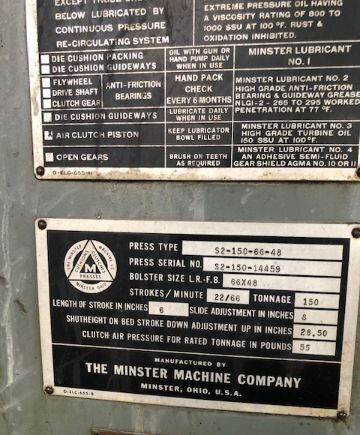 EXCEPT THOSE
BELOW LUBRICATED BY
CONTINUOUS PRESSURE
RE-CIRCULATING SYSTEM
EXTREME PRESSURE OIL HAVING
A VISCOSITY RATING OF 800 TO
1000 SSU AT 100°F. RUST &
OXIDATION INHIBITED.
DIE CUSHION PACKING
DIE CUSHION GUIDEWAYS
OIL WITH GUN OR
HAND PUMP DAILY
WHEN IN USE
MINSTER LUBRICANT
NO. 1
FLYWHEEL
DRIVE SHAFT
CLUTCH GEAR
ANTI-FRICTION
BEARINGS
HAND PACK
CHECK
EVERY 6 MONTHS
MINSTER LUBRICANT NO. 2
HIGH GRADE ANTI-FRICTION
BEARING & GUIDEWAY GREASE
NLGI-2-265 TO 295 WORKED
PENETRATION AT 77°F.
DIE CUSHION GUIDEWAYS
LUBRICATE DAILY
WHEN IN USE
AIR CLUTCH PISTON
KEEP LUBRICATOR
BOWL FILLED
MINSTER LUBRICANT NO. 3
HIGH GRADE TURBINE OIL
150 SSU AT 100°F.
OPEN GEARS
BRUSH ON TEETH
AS REQUIRED
MINSTER LUBRICANT NO. 4
AN ADHESIVE SEMI-FLUID
GEAR SHIELD AGMA NO. 10 OR 11
THE MINSTER MACHINE CO.
M
PRESSES
MINSTER OHIO
PRESS TYPE S2-150-66-48
PRESS SERIAL NO. S2-150-14459
BOLSTER SIZE L.R.-F.B. 66X48
STROKES/MINUTE 22/66 TONNAGE 150
LENGTH OF STROKE IN INCHES 6 SLIDE ADJUSTMENT IN INCHES 8
SHUTHEIGHT ON BED STROKE DOWN ADJUSTMENT UP IN INCHES 28.50
CLUTCH AIR PRESSURE FOR RATED TONNAGE IN POUNDS 55
MANUFACTURED BY
THE MINSTER MACHINE COMPANY
MINSTER, OHIO, U.S.A.